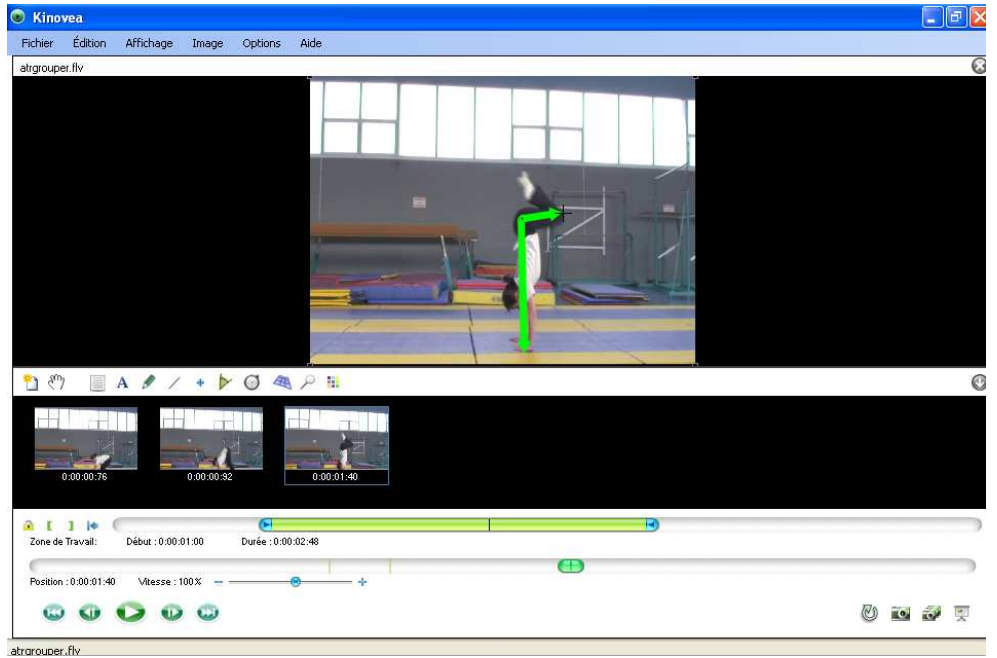 Kinovea
Fichier Édition Affichage Image Options Aide
atrgrouper.flv
0:00:00:76 0:00:00:92 0:00:01:40
Zone de Travail: Début : 0:00:01:00 Durée : 0:00:02:48
Position : 0:00:01:40 Vitesse : 100%
atrgrouper.flv